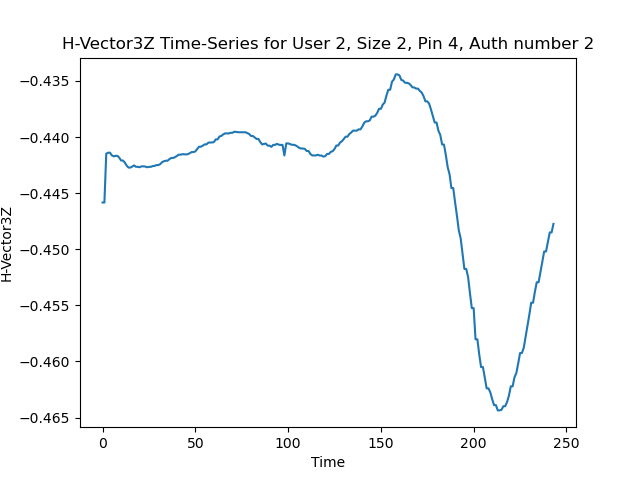 H-Vector3Z Time-Series for User 2, Size 2, Pin 4, Auth number 2
−0.435
−0.440
−0.445
−0.450
−0.455
−0.460
−0.465
H-Vector3Z
0 50 100 150 200 250
Time